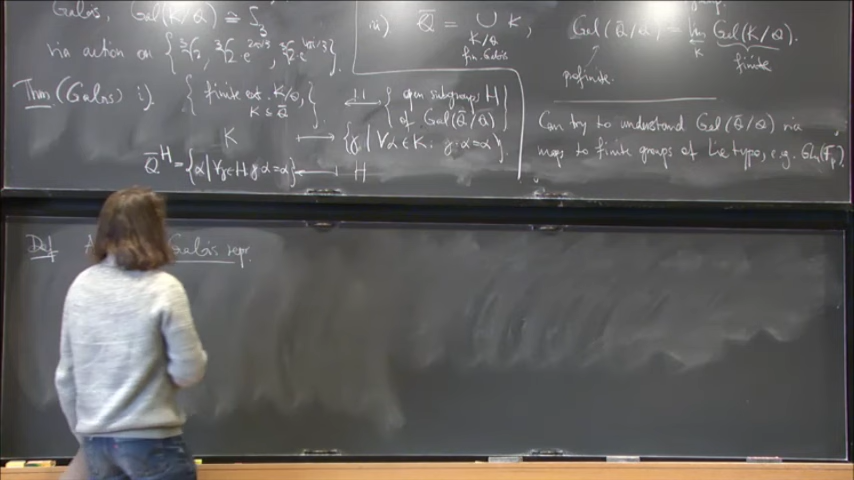 Galois, Gal(K/Q) ≅ S₃
via action on {∛2, ∛2·e^{2πi/3}, ∛2·e^{4πi/3}}.
Thm (Galois) i). {finite ext. K/Q, K ⊆ Q̄} ←1:1→ {open subgroups H of Gal(Q̄/Q)}
K ↦ {γ | ∀α∈K: γ·α=α}
Q̄^H = {α | ∀γ∈H γα=α} ← H
ii) Q̄ = ∪ K,
K/Q
fin. Galois
Gal(Q̄/Q) = lim Gal(K/Q).
K
finite
profinite.
Can try to understand Gal(Q̄/Q) via
maps to finite groups of Lie type, e.g. GLn(F_p).
Def A Galois repr.